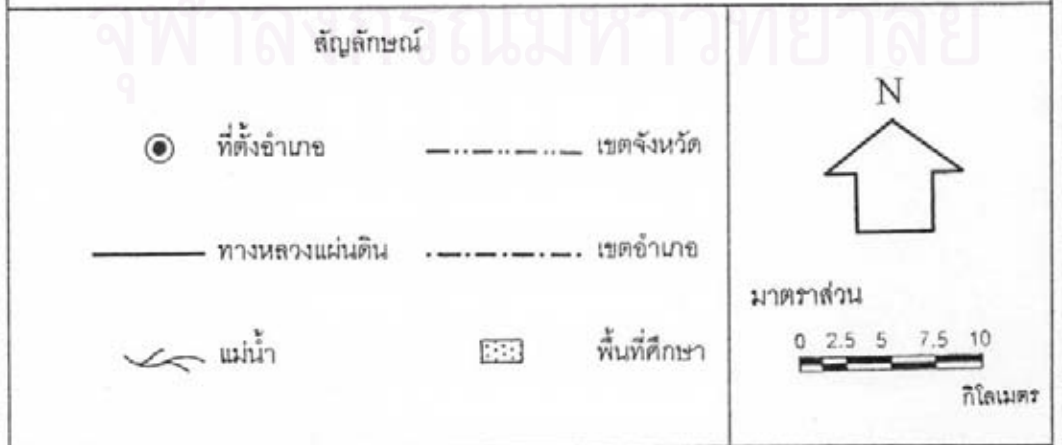 จุฬาลงกรณ์มหาวิทยาลัย
สัญลักษณ์
ที่ตั้งอำเภอ
เขตจังหวัด
ทางหลวงแผ่นดิน
เขตอำเภอ
แม่น้ำ
พื้นที่ศึกษา
N
มาตราส่วน
0 2.5 5 7.5 10
กิโลเมตร